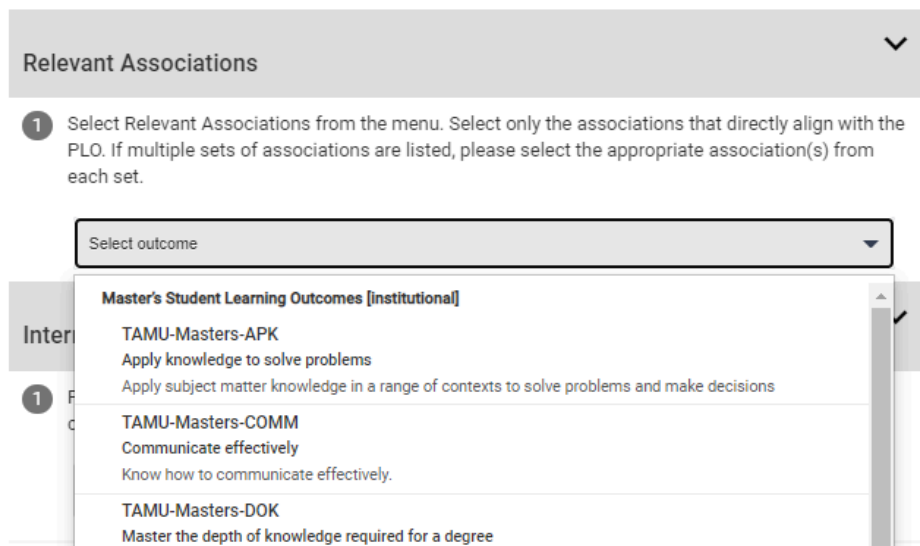 Relevant Associations
1 Select Relevant Associations from the menu. Select only the associations that directly align with the
PLO. If multiple sets of associations are listed, please select the appropriate association(s) from
each set.
Select outcome
Master's Student Learning Outcomes [institutional]
TAMU-Masters-APK
Apply knowledge to solve problems
Apply subject matter knowledge in a range of contexts to solve problems and make decisions
1
TAMU-Masters-COMM
Communicate effectively
Know how to communicate effectively.
TAMU-Masters-DOK
Master the depth of knowledge required for a degree